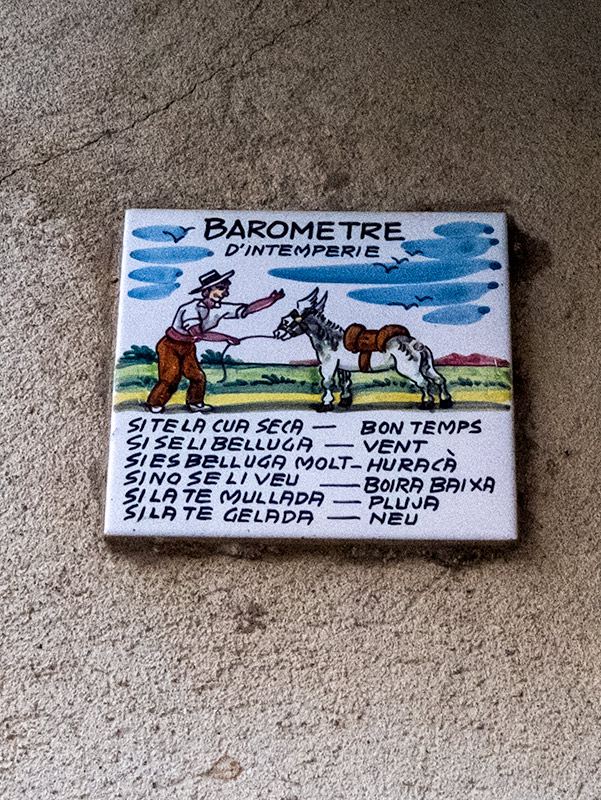 BAROMETRE
D'INTEMPERIE
SI TE LA CUA SECA — BON TEMPS
SI SE LI BELLUGA — VENT
SI ES BELLUGA MOLT — HURACÀ
SI NO SE LI VEU — BOIRA BAIXA
SI LA TE MULLADA — PLUJA
SI LA TE GELADA — NEU